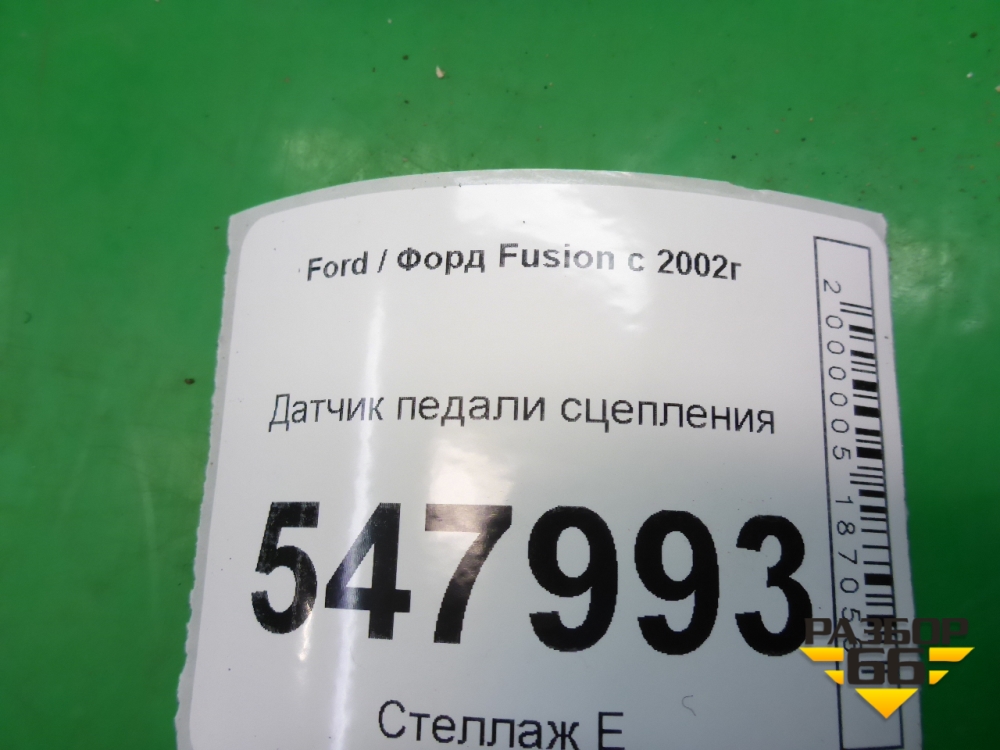 Ford / Форд Fusion с 2002г
Датчик педали сцепления
547993
Стеллаж Е
РАЗБОР
66